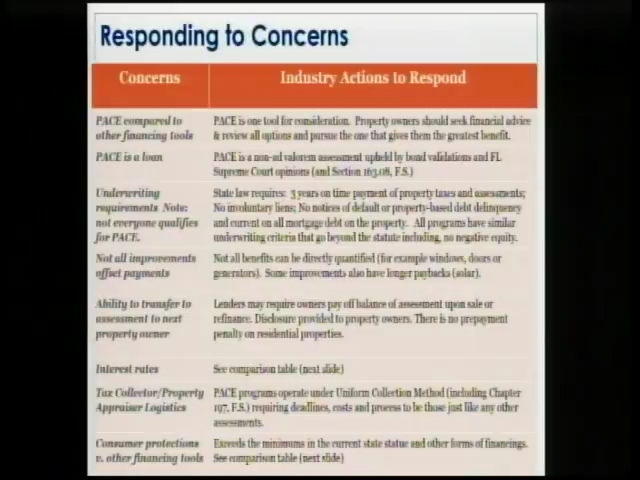 Responding to Concerns
Concerns
Industry Actions to Respond
PACE compared to
other financing tools
PACE is one tool for consideration. Property owners should seek financial advice
& review all options and pursue the one that gives them the greatest benefit.
PACE is a loan
PACE is a non-ad valorem assessment upheld by bond validations and FL
Supreme Court opinions (and Section 163.08, F.S.)
Underwriting
requirements Note:
not everyone qualifies
for PACE.
State law requires: 3 years on time payment of property taxes and assessments;
No involuntary liens; No notices of default or property-based debt delinquency
and current on all mortgage debt on the property. All programs have similar
underwriting criteria that go beyond the statute including, no negative equity.
Not all improvements
offset payments
Not all benefits can be directly quantified (for example windows, doors or
generators). Some improvements also have longer paybacks (solar).
Ability to transfer to
assessment to next
property owner
Lenders may require owners pay off balance of assessment upon sale or
refinance. Disclosure provided to property owners. There is no prepayment
penalty on residential properties.
Interest rates
See comparison table (next slide)
Tax Collector/Property
Appraiser Logistics
PACE programs operate under Uniform Collection Method (including Chapter
197, F.S.) requiring deadlines, costs and process to be those just like any other
assessments.
Consumer protections
v. other financing tools
Exceeds the minimums in the current state statue and other forms of financings.
See comparison table (next slide)